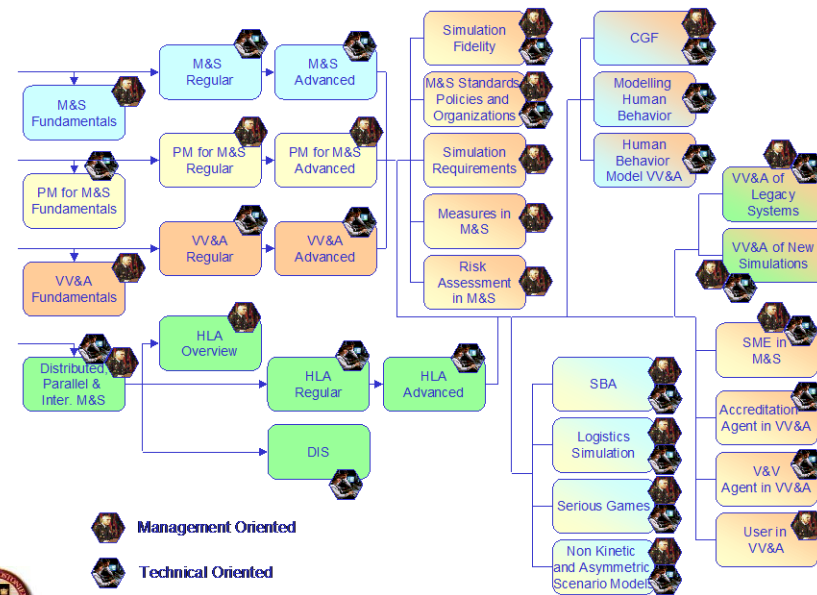 M&S
Fundamentals
M&S
Regular
M&S
Advanced
PM for M&S
Fundamentals
PM for M&S
Regular
PM for M&S
Advanced
VV&A
Fundamentals
VV&A
Regular
VV&A
Advanced
Distributed,
Parallel &
Inter. M&S
HLA
Overview
HLA
Regular
HLA
Advanced
DIS
Simulation
Fidelity
M&S Standards
Policies and
Organizations
Simulation
Requirements
Measures in
M&S
Risk
Assessment
in M&S
CGF
Modelling
Human
Behavior
Human
Behavior
Model VV&A
VV&A of
Legacy
Systems
VV&A of New
Simulations
SBA
Logistics
Simulation
Serious Games
Non Kinetic
and Asymmetric
Scenario Models
SME in
M&S
Accreditation
Agent in VV&A
V&V
Agent in VV&A
User in
VV&A
Management Oriented
Technical Oriented